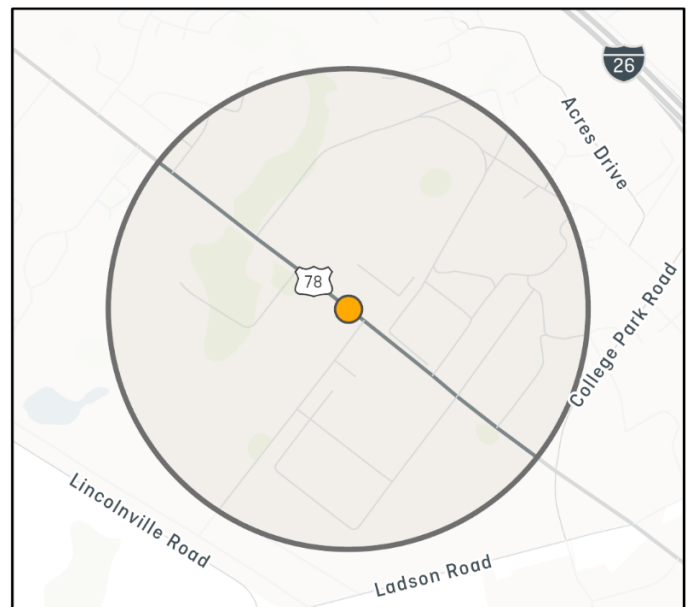 26
Acres Drive
78
College Park Road
Lincolnville Road
Ladson Road